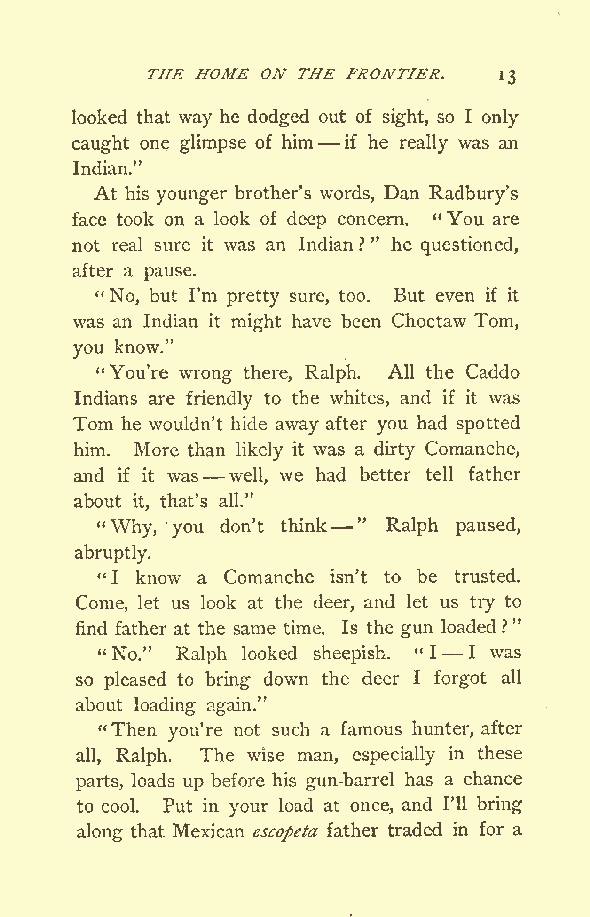 THE HOME ON THE FRONTIER. 13
looked that way he dodged out of sight, so I only
caught one glimpse of him — if he really was an
Indian."
At his younger brother's words, Dan Radbury's
face took on a look of deep concern. "You are
not real sure it was an Indian?" he questioned,
after a pause.
"No, but I'm pretty sure, too. But even if it
was an Indian it might have been Choctaw Tom,
you know."
"You're wrong there, Ralph. All the Caddo
Indians are friendly to the whites, and if it was
Tom he wouldn't hide away after you had spotted
him. More than likely it was a dirty Comanche,
and if it was — well, we had better tell father
about it, that's all."
"Why, you don't think — " Ralph paused,
abruptly.
"I know a Comanche isn't to be trusted.
Come, let us look at the deer, and let us try to
find father at the same time. Is the gun loaded?"
"No." Ralph looked sheepish. "I — I was
so pleased to bring down the deer I forgot all
about loading again."
"Then you're not such a famous hunter, after
all, Ralph. The wise man, especially in these
parts, loads up before his gun-barrel has a chance
to cool. Put in your load at once, and I'll bring
along that Mexican escopeta father traded in for a